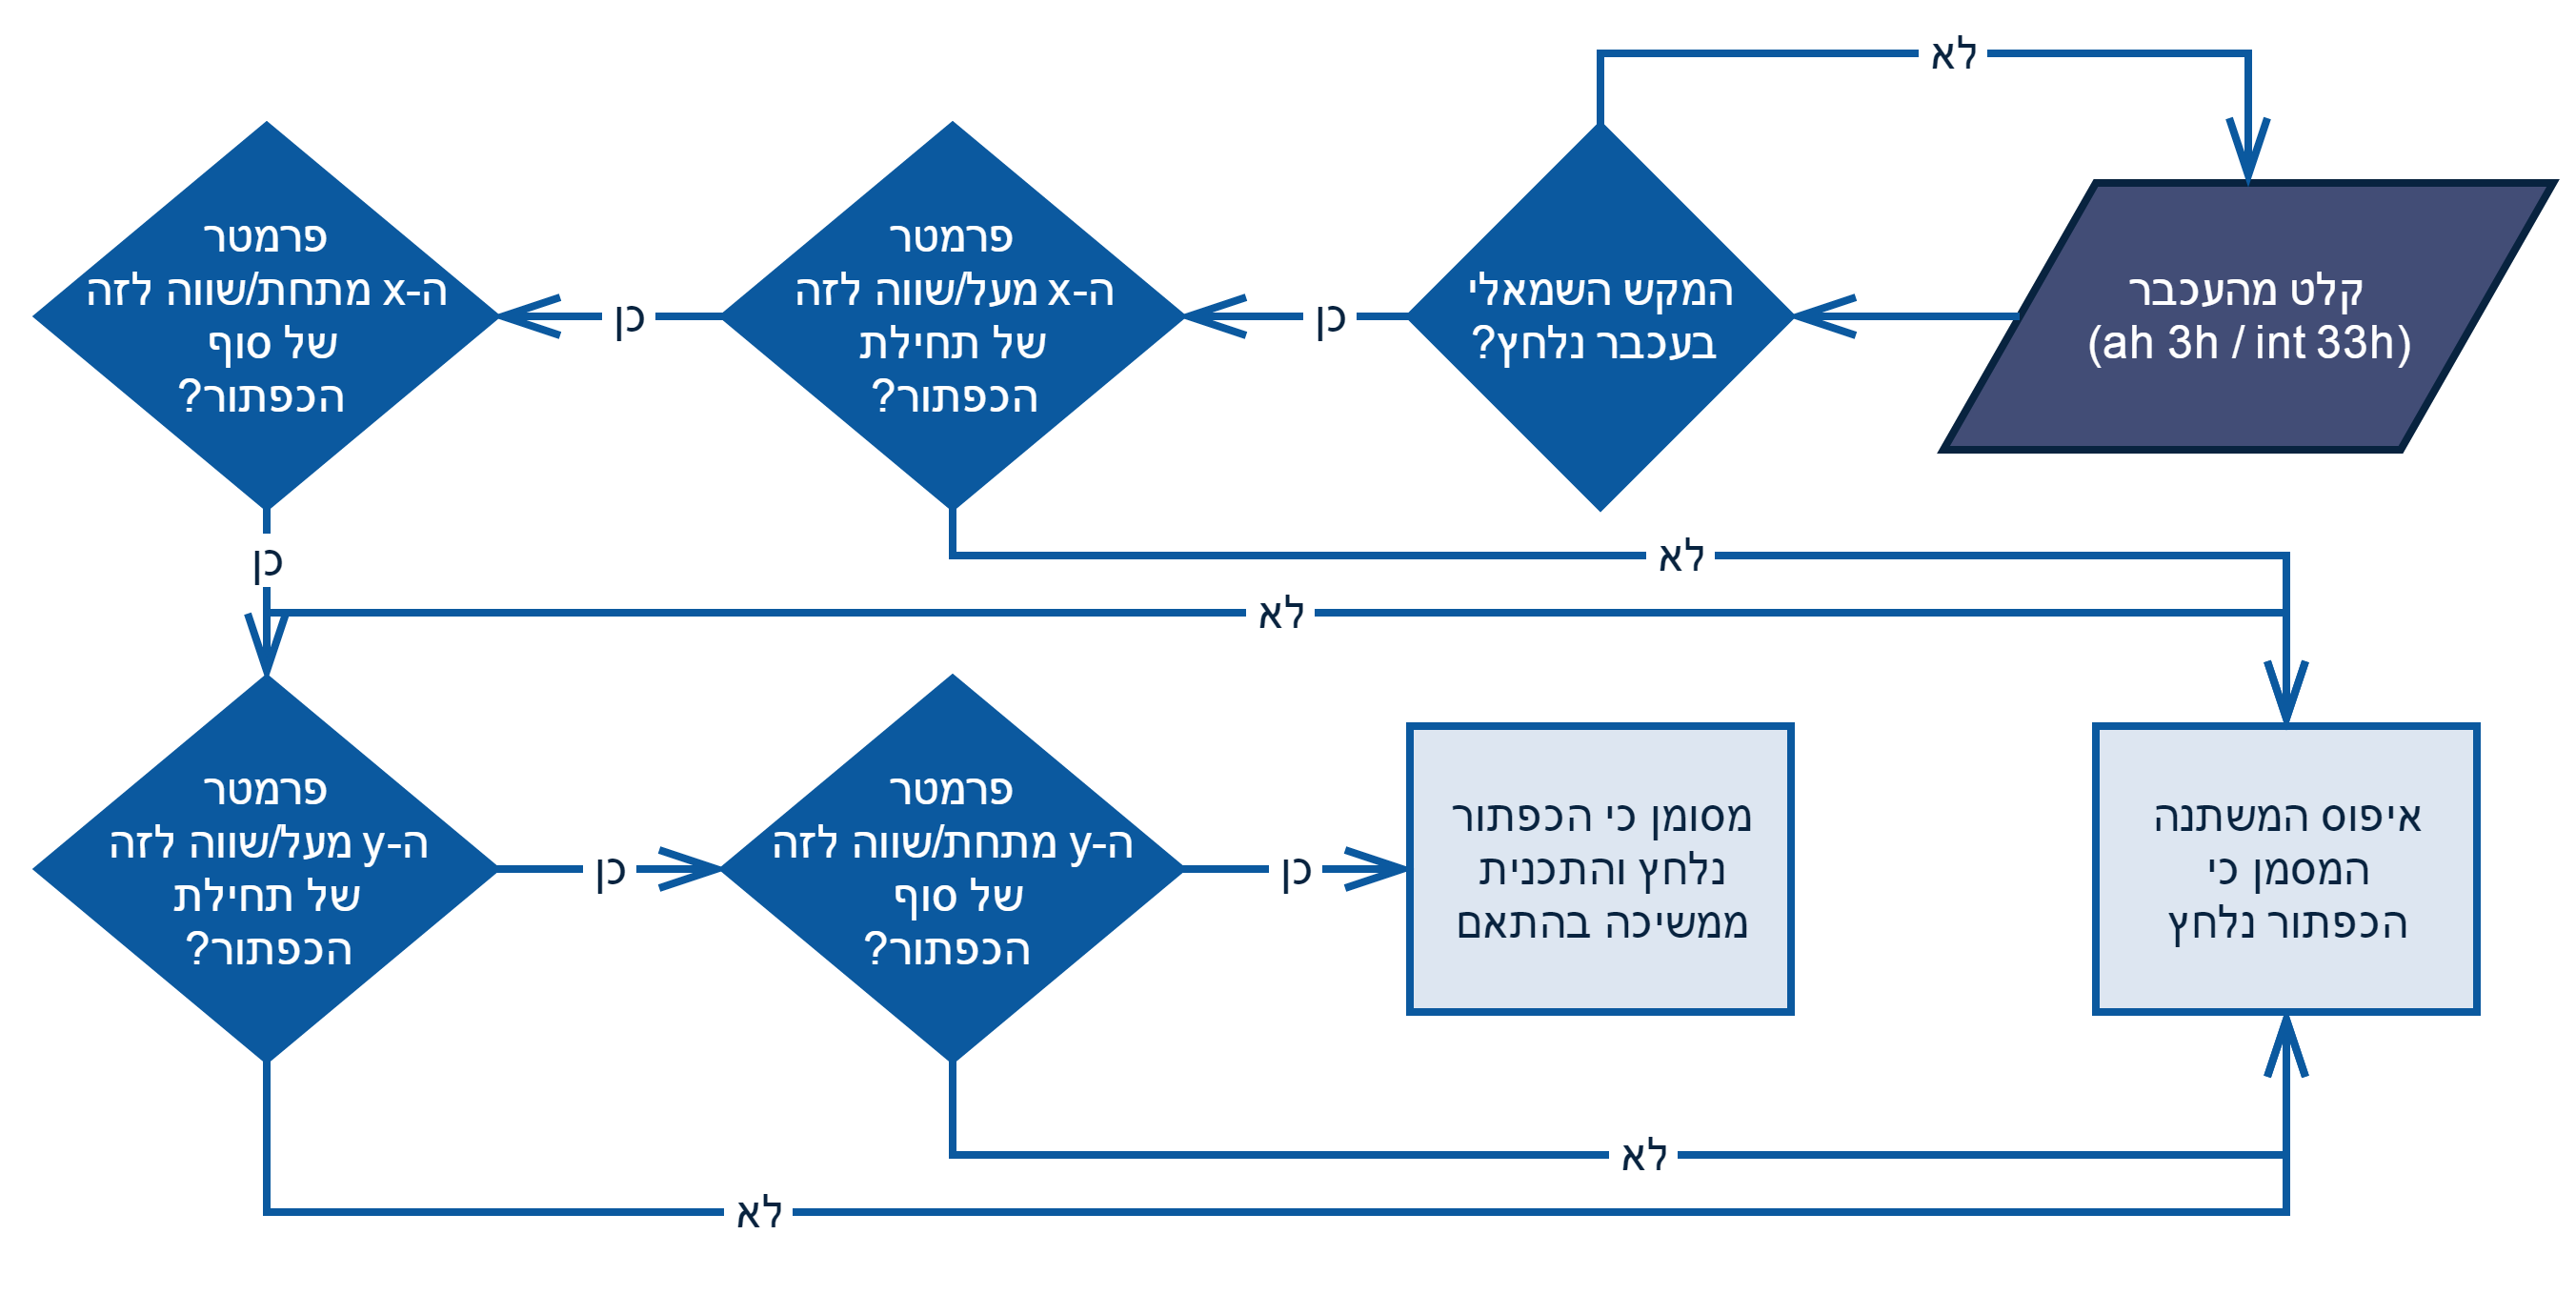 לא
קלט מהעכבר
(ah 3h / int 33h)
המקש השמאלי
בעכבר נלחץ?
כן
פרמטר
ה-x מעל/שווה לזה
של תחילת
הכפתור?
כן
פרמטר
ה-x מתחת/שווה לזה
של סוף
הכפתור?
כן
לא
לא
פרמטר
ה-y מעל/שווה לזה
של תחילת
הכפתור?
כן
פרמטר
ה-y מתחת/שווה לזה
של סוף
הכפתור?
כן
מסומן כי הכפתור
נלחץ והתכנית
ממשיכה בהתאם
איפוס המשתנה
המסמן כי
הכפתור נלחץ
לא
לא